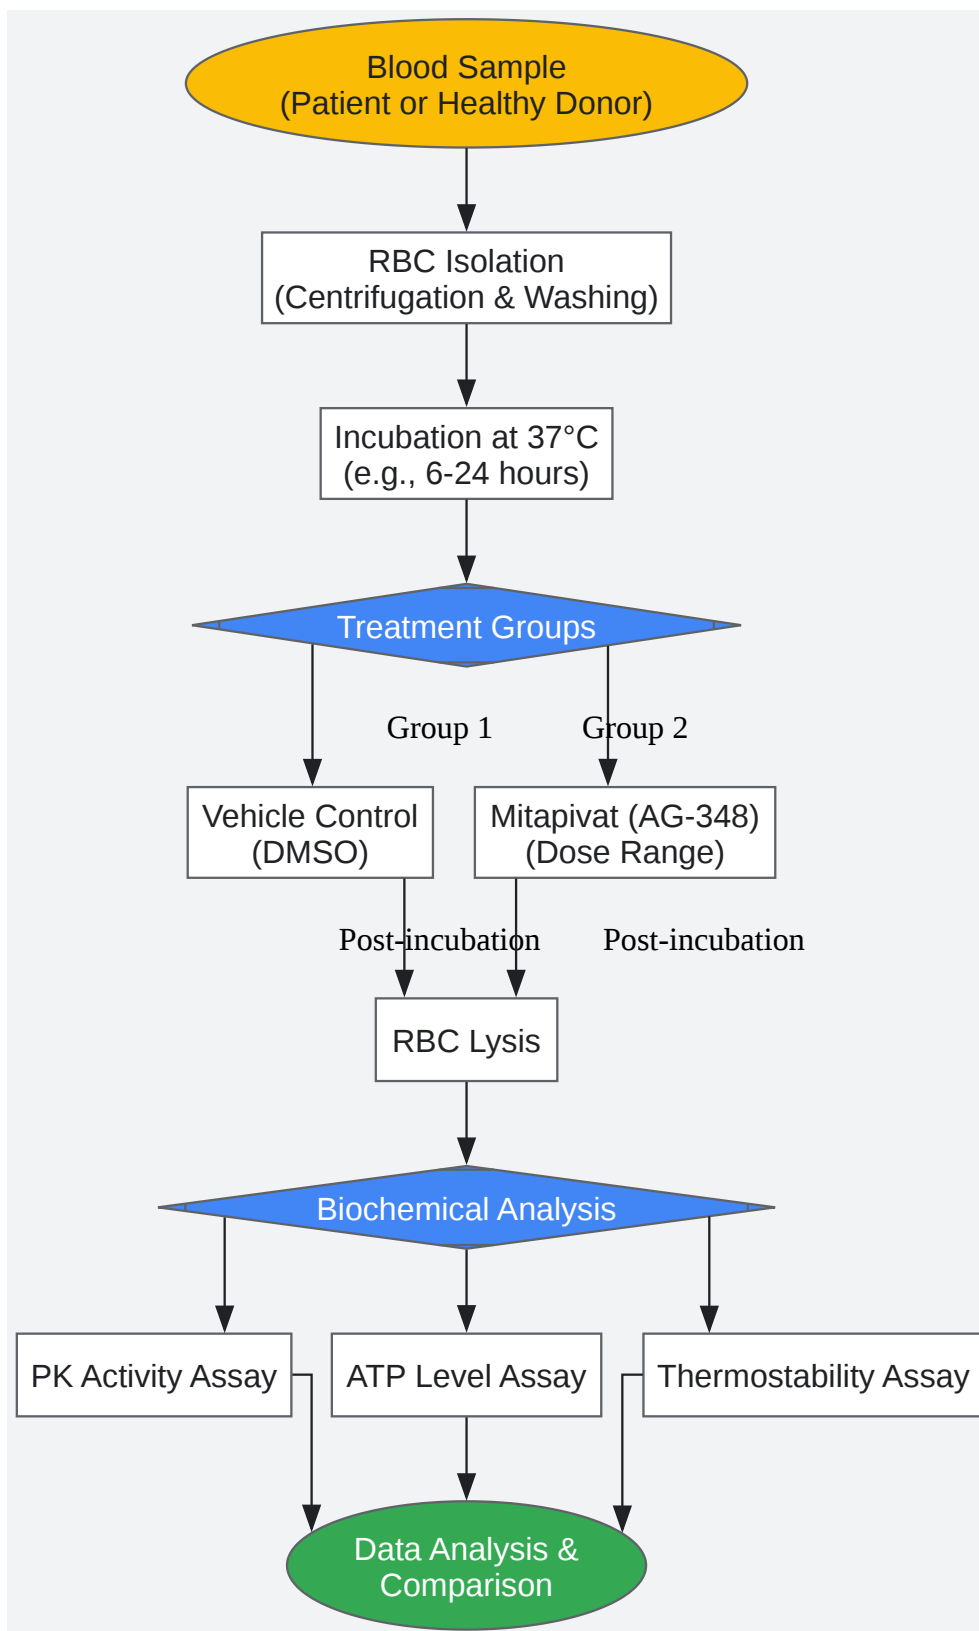 Blood Sample
(Patient or Healthy Donor)
RBC Isolation
(Centrifugation & Washing)
Incubation at 37°C
(e.g., 6-24 hours)
Treatment Groups
Group 1
Group 2
Vehicle Control
(DMSO)
Mitapivat (AG-348)
(Dose Range)
Post-incubation
Post-incubation
RBC Lysis
Biochemical Analysis
PK Activity Assay
ATP Level Assay
Thermostability Assay
Data Analysis &
Comparison